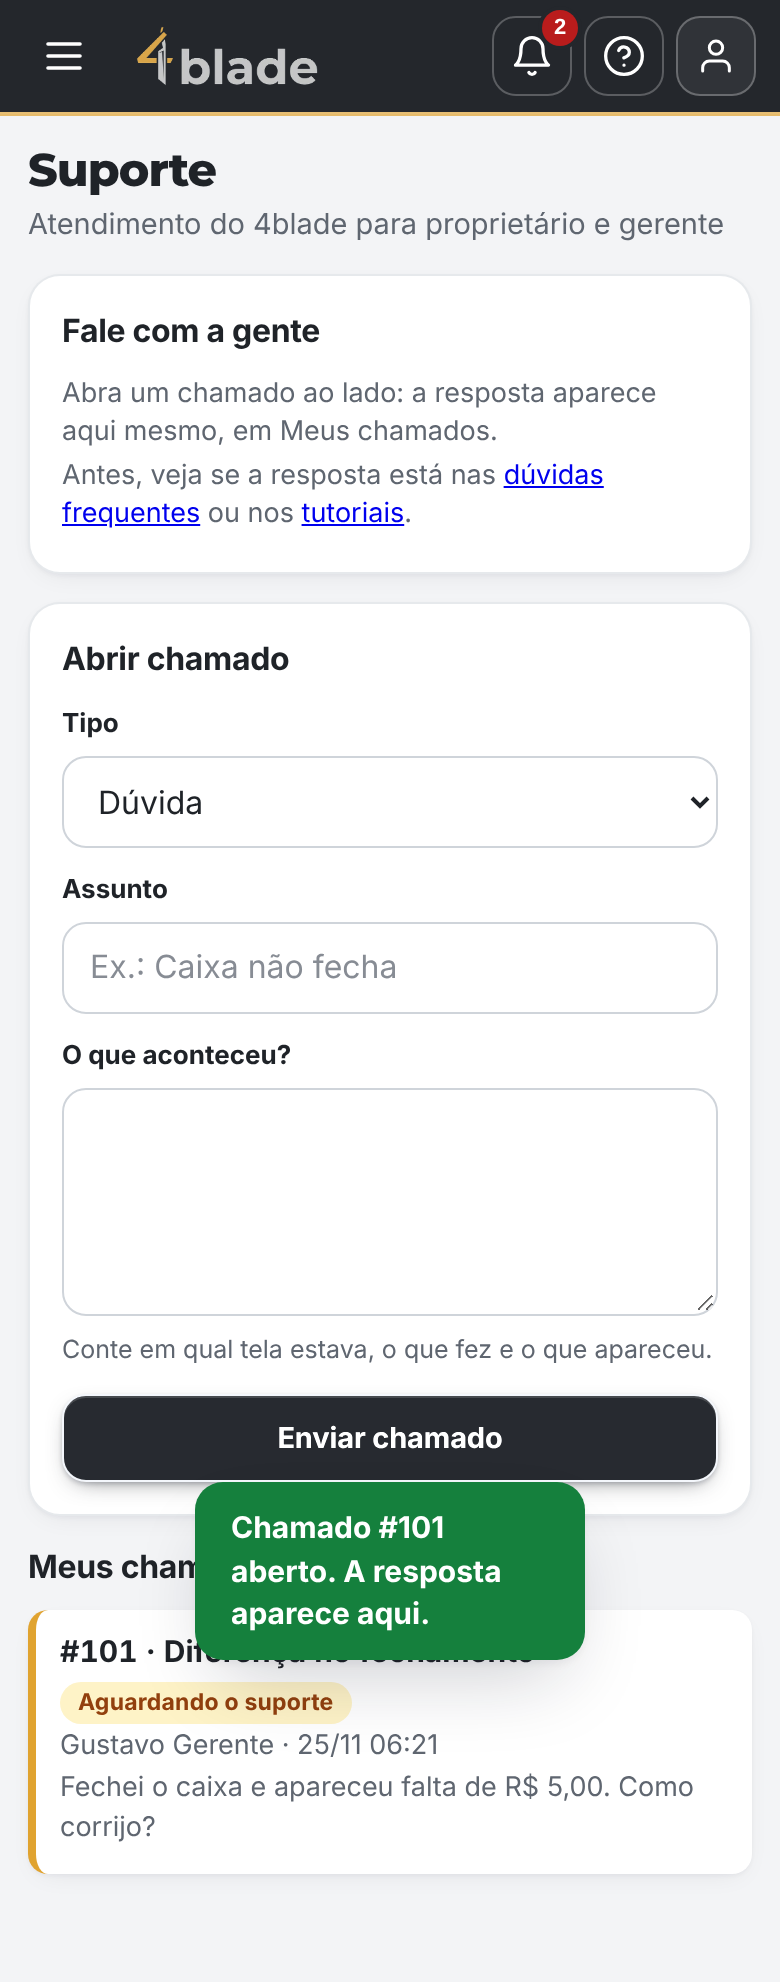 4blade
2
Suporte
Atendimento do 4blade para proprietário e gerente
Fale com a gente
Abra um chamado ao lado: a resposta aparece
aqui mesmo, em Meus chamados.
Antes, veja se a resposta está nas dúvidas
frequentes ou nos tutoriais.
Abrir chamado
Tipo
Dúvida
Assunto
Ex.: Caixa não fecha
O que aconteceu?
Conte em qual tela estava, o que fez e o que apareceu.
Enviar chamado
Chamado #101
aberto. A resposta
aparece aqui.
Meus
#101 ·
Aguardando o suporte
Gustavo Gerente · 25/11 06:21
Fechei o caixa e apareceu falta de R$ 5,00. Como
corrijo?